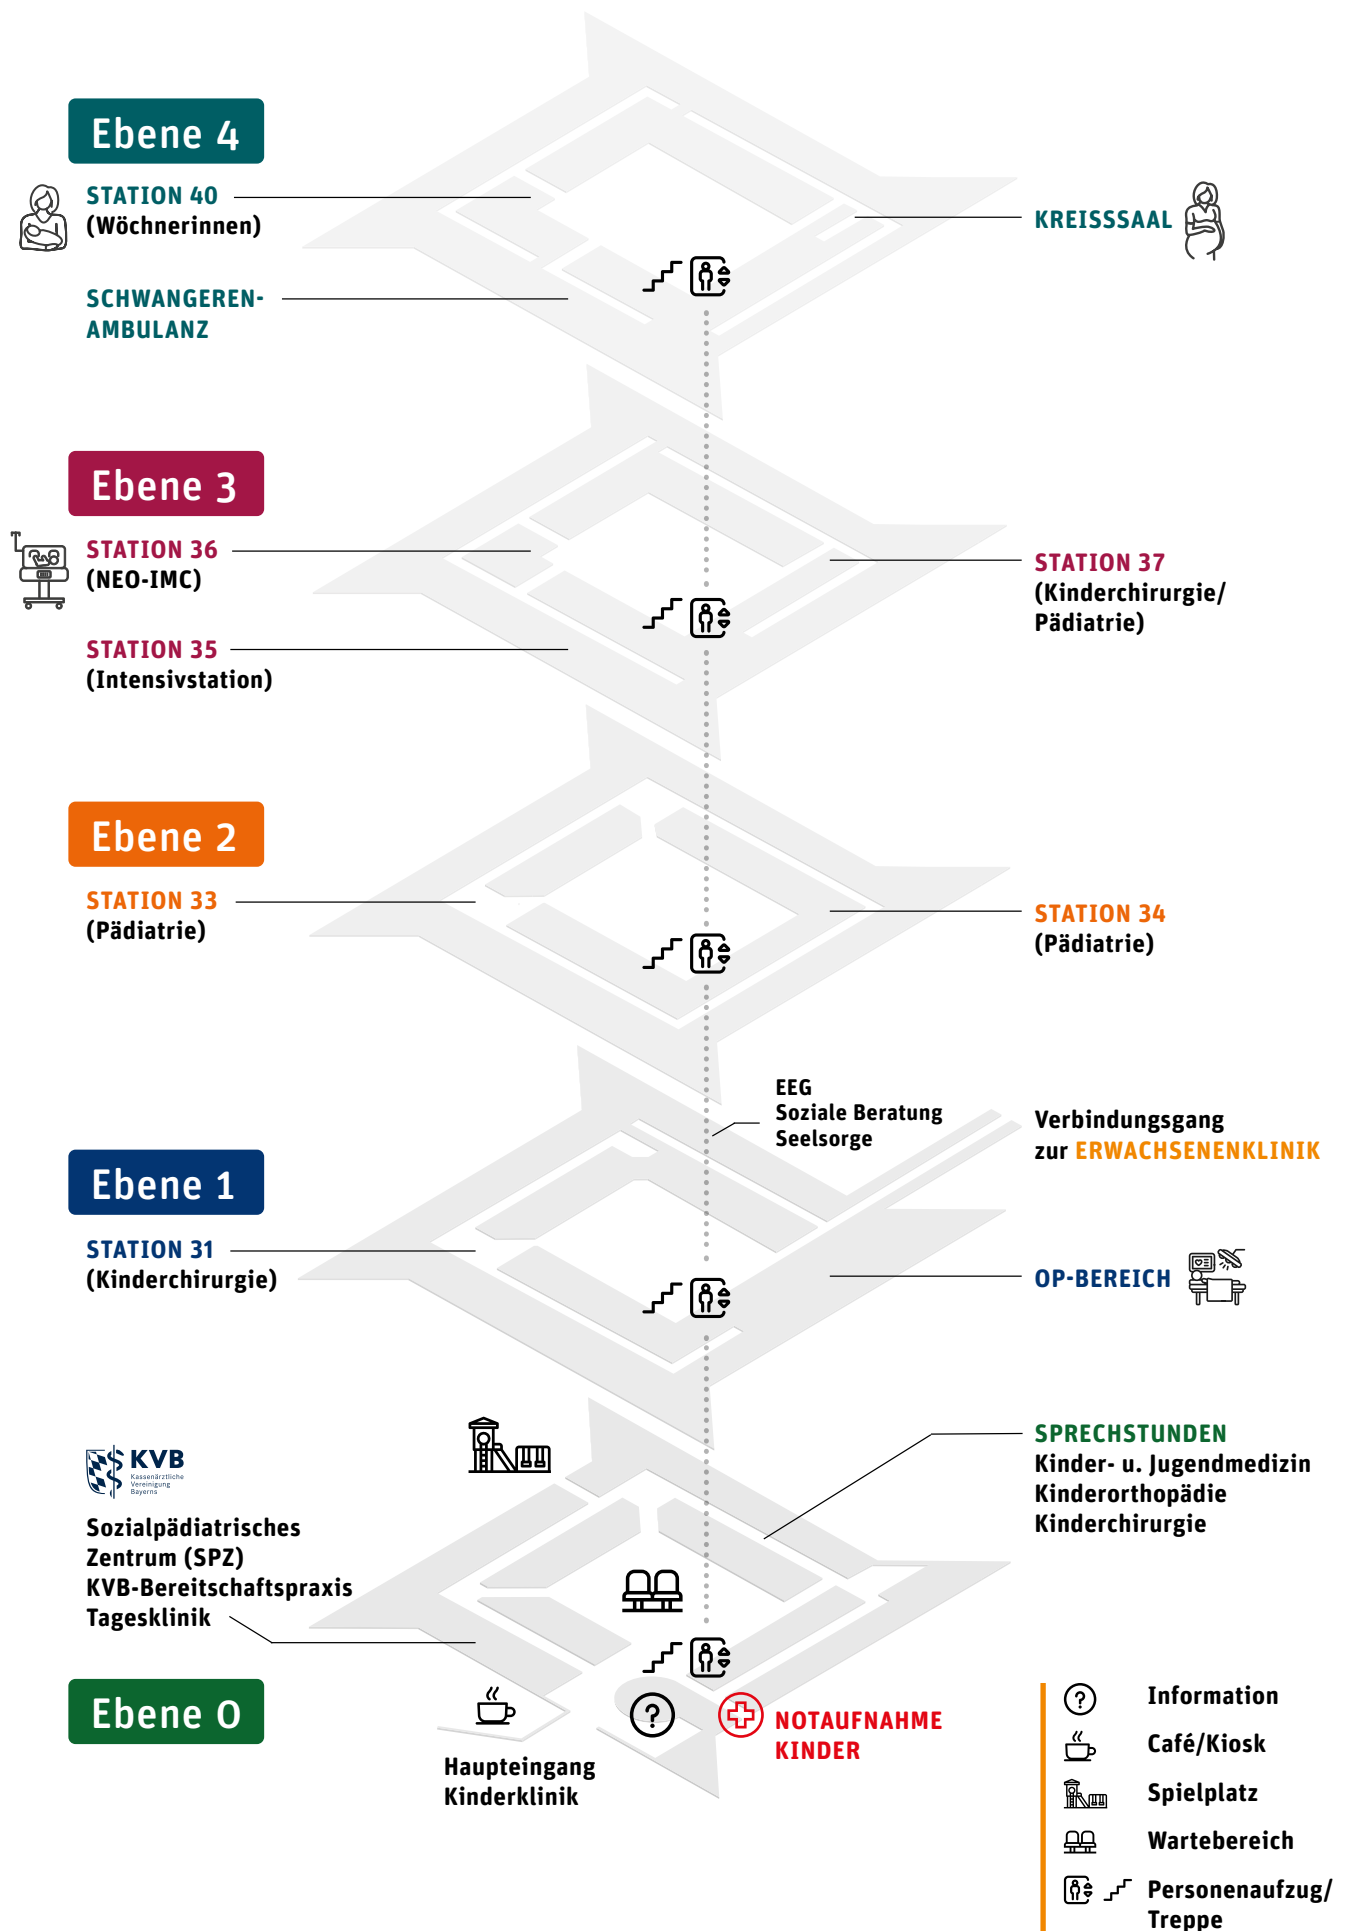 Ebene 4
STATION 40
(Wöchnerinnen)
KREISSSAAL
SCHWANGEREN-
AMBULANZ
Ebene 3
STATION 36
(NEO-IMC)
STATION 37
(Kinderchirurgie/
Pädiatrie)
STATION 35
(Intensivstation)
Ebene 2
STATION 33
(Pädiatrie)
STATION 34
(Pädiatrie)
EEG
Soziale Beratung
Seelsorge
Verbindungsgang
zur ERWACHSENENKLINIK
Ebene 1
STATION 31
(Kinderchirurgie)
OP-BEREICH
SPRECHSTUNDEN
Kinder- u. Jugendmedizin
Kinderorthopädie
Kinderchirurgie
KVB
Kassenärztliche
Vereinigung
Bayerns
Sozialpädiatrisches
Zentrum (SPZ)
KVB-Bereitschaftspraxis
Tagesklinik
Ebene 0
?
NOTAUFNAHME
KINDER
Haupteingang
Kinderklinik
? Information
Café/Kiosk
Spielplatz
Wartebereich
Personenaufzug/
Treppe